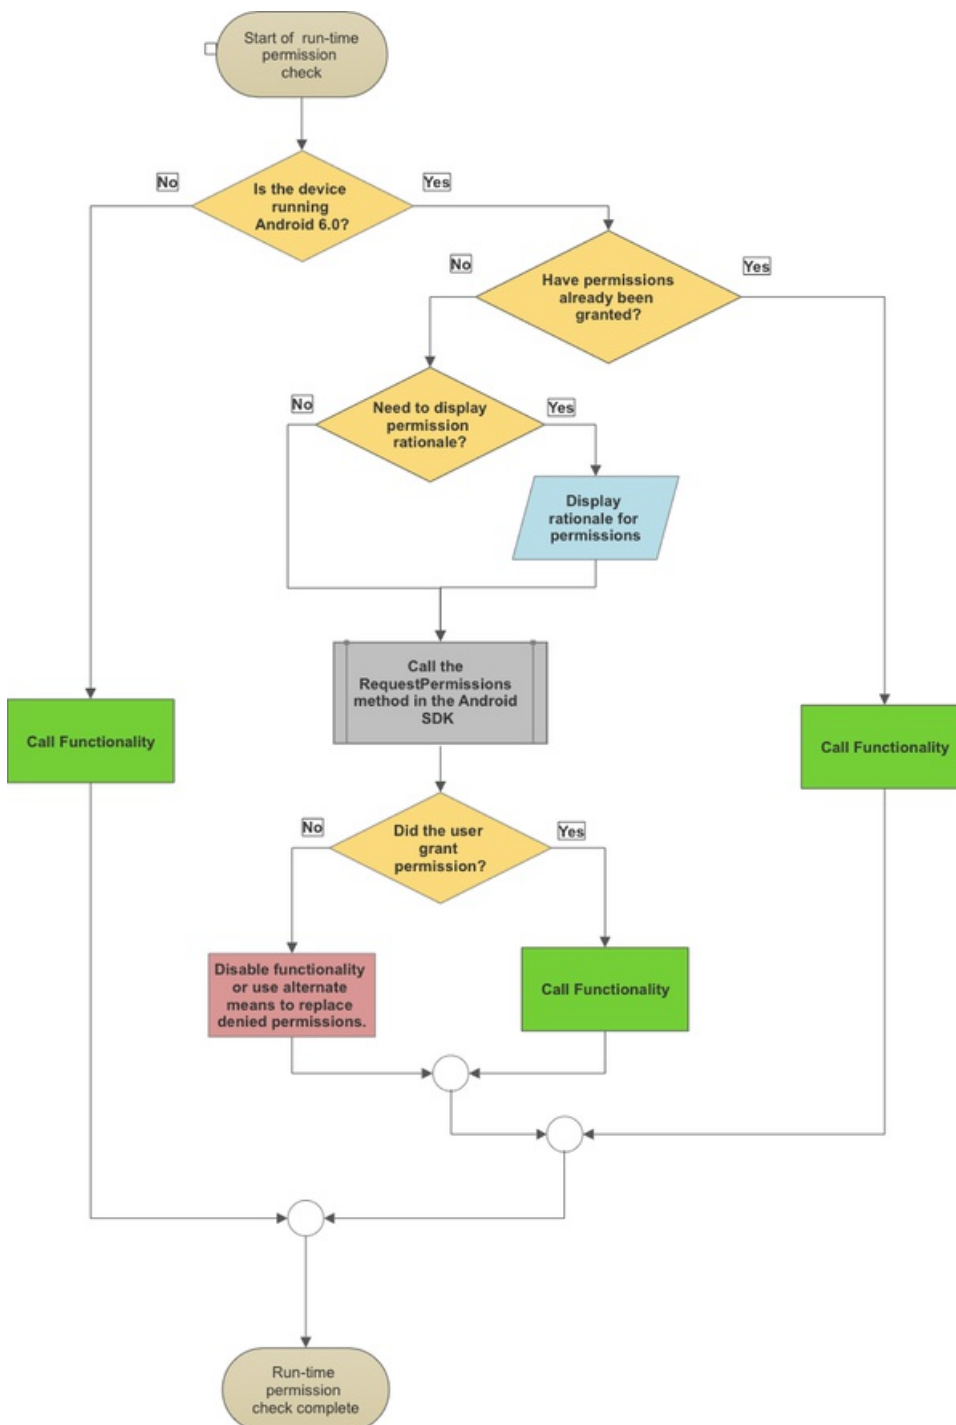 Start of run-time
permission
check
No
Yes
Is the device
running
Android 6.0?
No
Yes
Have permissions
already been
granted?
No
Yes
Need to display
permission
rationale?
Display
rationale for
permissions
Call the
RequestPermissions
method in the Android
SDK
Call Functionality
Call Functionality
No
Yes
Did the user
grant
permission?
Disable functionality
or use alternate
means to replace
denied permissions.
Call Functionality
Run-time
permission
check complete